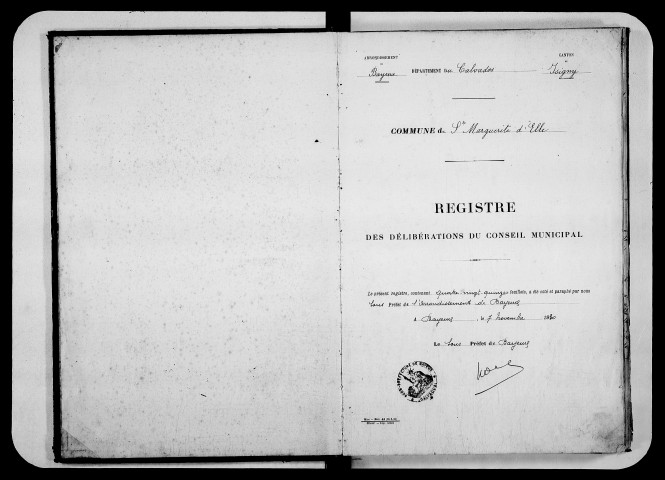 ARRONDISSEMENT
de
Bayeux
DÉPARTEMENT du Calvados
CANTON
d'
Isigny
COMMUNE de Ste Marguerite d'Elle
REGISTRE
DES DÉLIBÉRATIONS DU CONSEIL MUNICIPAL
Le présent registre, contenant quatre vingt quinze feuillets, a été coté et paraphé par nous
Sous Préfet de l'arrondissement de Bayeux
A Bayeux, le 7 novembre
Le Sous Préfet de Bayeux